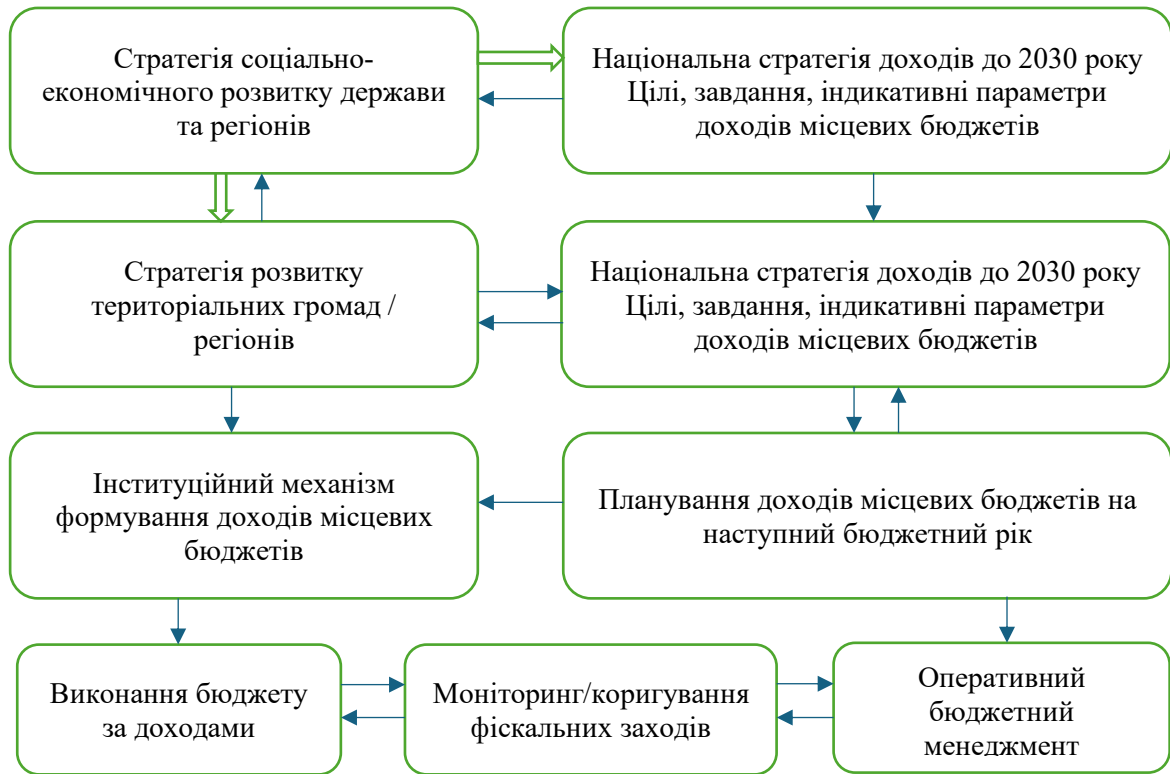 Стратегія соціально-
економічного розвитку держави
та регіонів
Національна стратегія доходів до 2030 року
Цілі, завдання, індикативні параметри
доходів місцевих бюджетів
Стратегія розвитку
територіальних громад /
регіонів
Національна стратегія доходів до 2030 року
Цілі, завдання, індикативні параметри
доходів місцевих бюджетів
Інституційний механізм
формування доходів місцевих
бюджетів
Планування доходів місцевих бюджетів на
наступний бюджетний рік
Виконання бюджету
за доходами
Моніторинг/коригування
фіскальних заходів
Оперативний
бюджетний
менеджмент